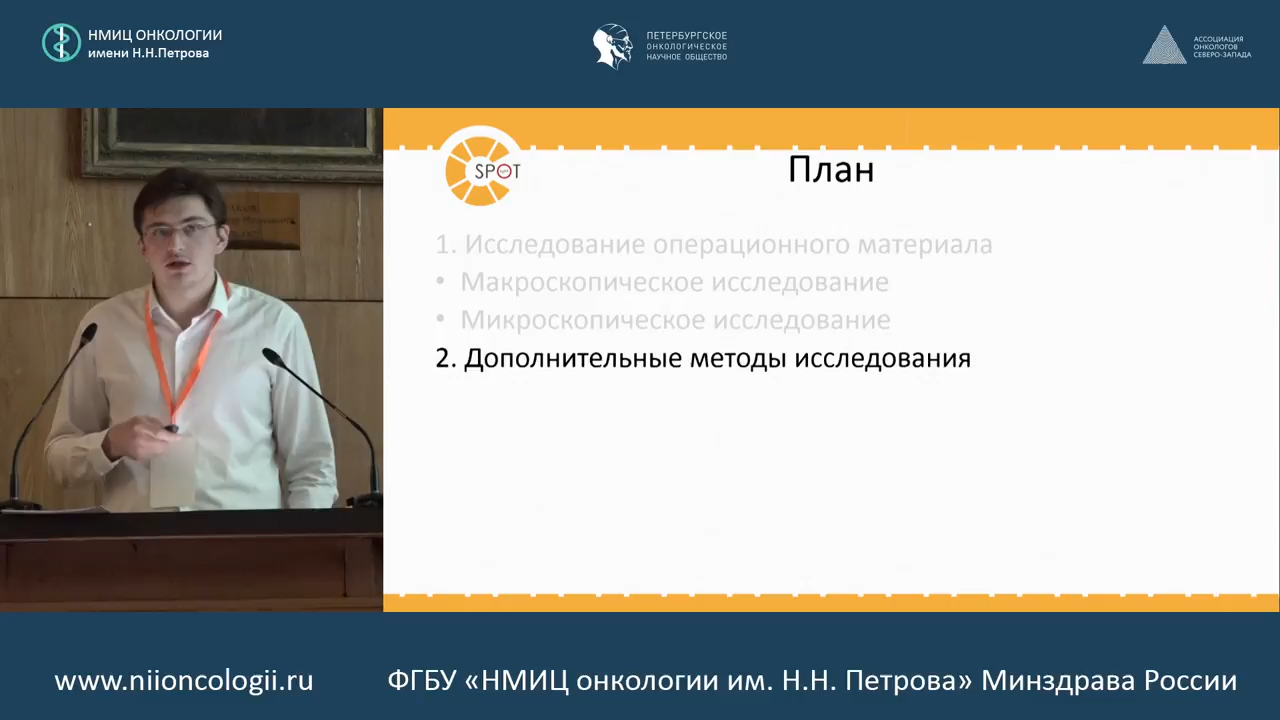 НМИЦ ОНКОЛОГИИ
имени Н.Н.Петрова
ПЕТЕРБУРГСКОЕ
ОНКОЛОГИЧЕСКОЕ
НАУЧНОЕ ОБЩЕСТВО
АССОЦИАЦИЯ
ОНКОЛОГОВ
СЕВЕРО-ЗАПАДА
SPOT
План
1. Исследование операционного материала
• Макроскопическое исследование
• Микроскопическое исследование
2. Дополнительные методы исследования
www.niioncologii.ru
ФГБУ «НМИЦ онкологии им. Н.Н. Петрова» Минздрава России